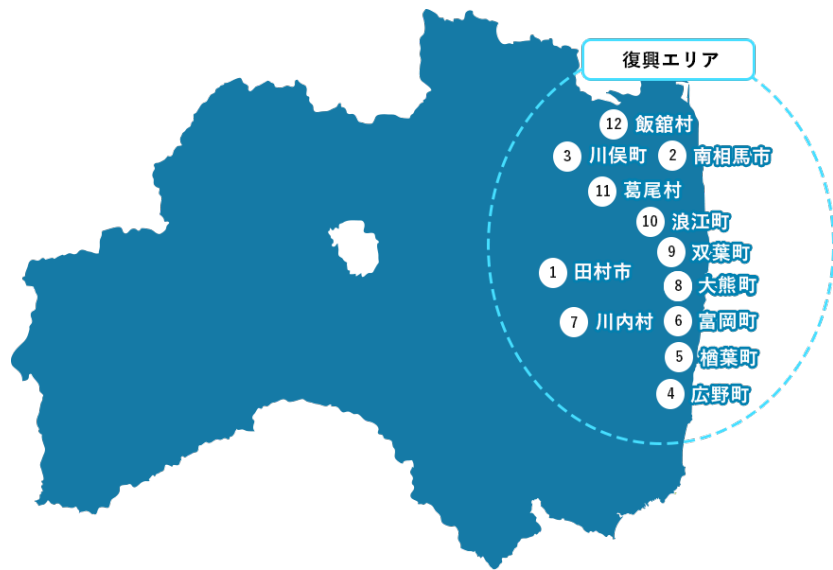 復興エリア
12 飯舘村
3 川俣町
2 南相馬市
11 葛尾村
10 浪江町
9 双葉町
1 田村市
8 大熊町
7 川内村
6 富岡町
5 楢葉町
4 広野町